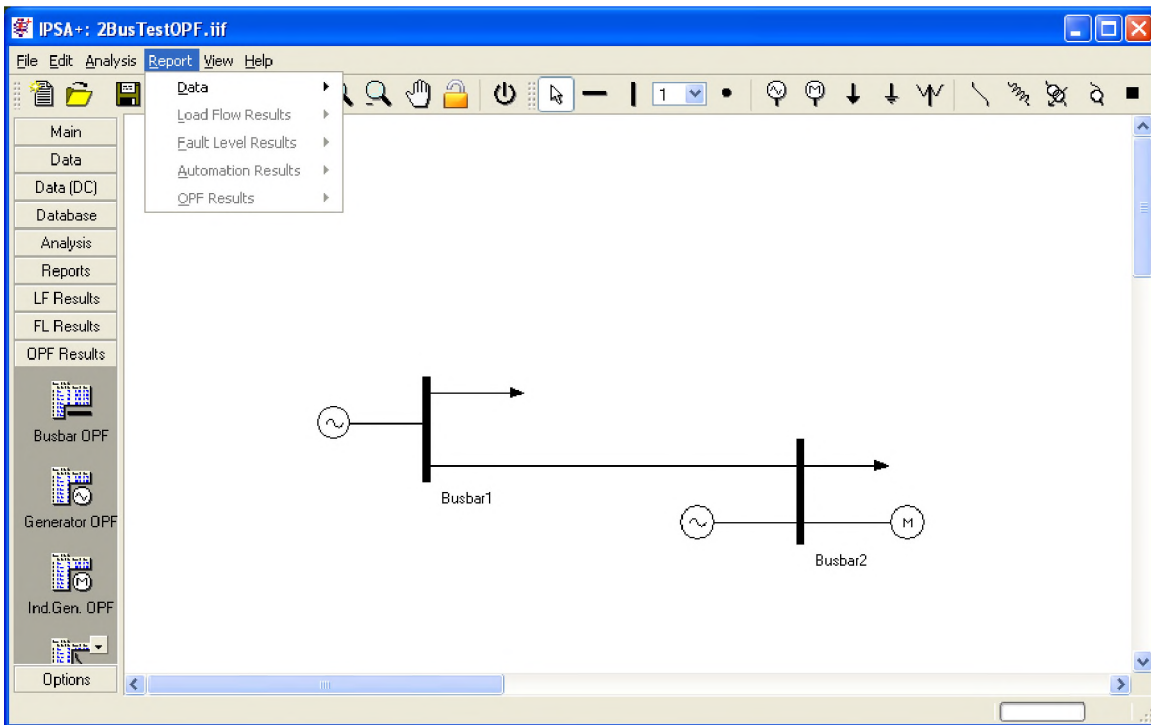 IPSA+: 2BusTestOPF.iif
File Edit Analysis Report View Help
Data
Load Flow Results
Fault Level Results
Automation Results
OPF Results
1
M
Main
Data
Data (DC)
Database
Analysis
Reports
LF Results
FL Results
OPF Results
Busbar OPF
Generator OPF
M
Ind.Gen. OPF
Options
Busbar1
M
Busbar2